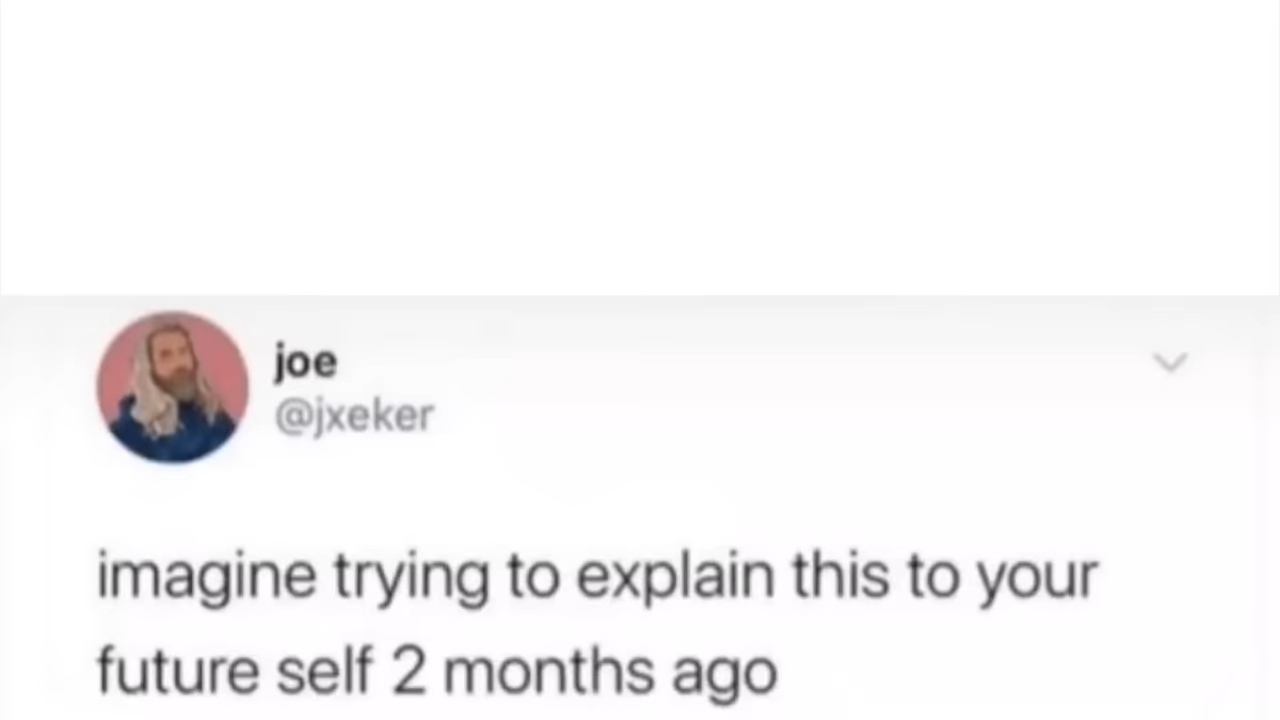 joe
@jxeker
imagine trying to explain this to your
future self 2 months ago